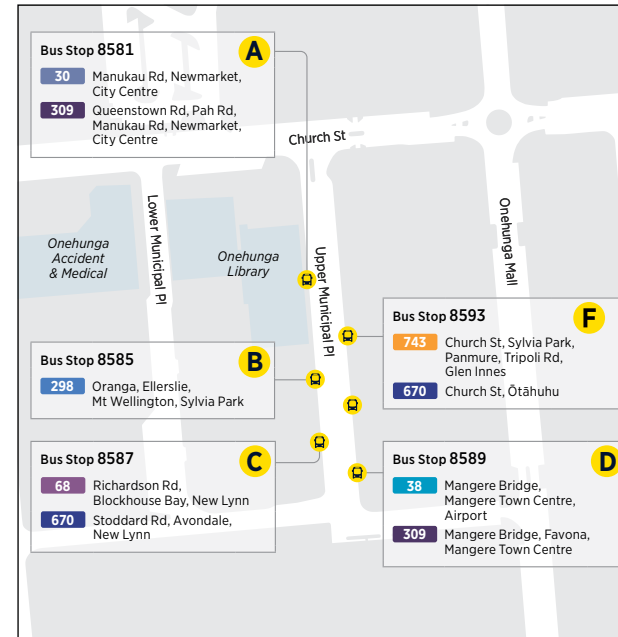 Bus Stop 8581
A
30 Manukau Rd, Newmarket,
City Centre
309 Queenstown Rd, Pah Rd,
Manukau Rd, Newmarket,
City Centre
Church St
Lower Municipal Pl
Onehunga
Accident
& Medical
Onehunga
Library
Upper Municipal Pl
Onehunga Mall
Bus Stop 8593
F
743 Church St, Sylvia Park,
Panmure, Tripoli Rd,
Glen Innes
670 Church St, Ōtāhuhu
Bus Stop 8585
B
298 Oranga, Ellerslie,
Mt Wellington, Sylvia Park
Bus Stop 8587
C
68 Richardson Rd,
Blockhouse Bay, New Lynn
670 Stoddard Rd, Avondale,
New Lynn
Bus Stop 8589
D
38 Mangere Bridge,
Mangere Town Centre,
Airport
309 Mangere Bridge, Favona,
Mangere Town Centre